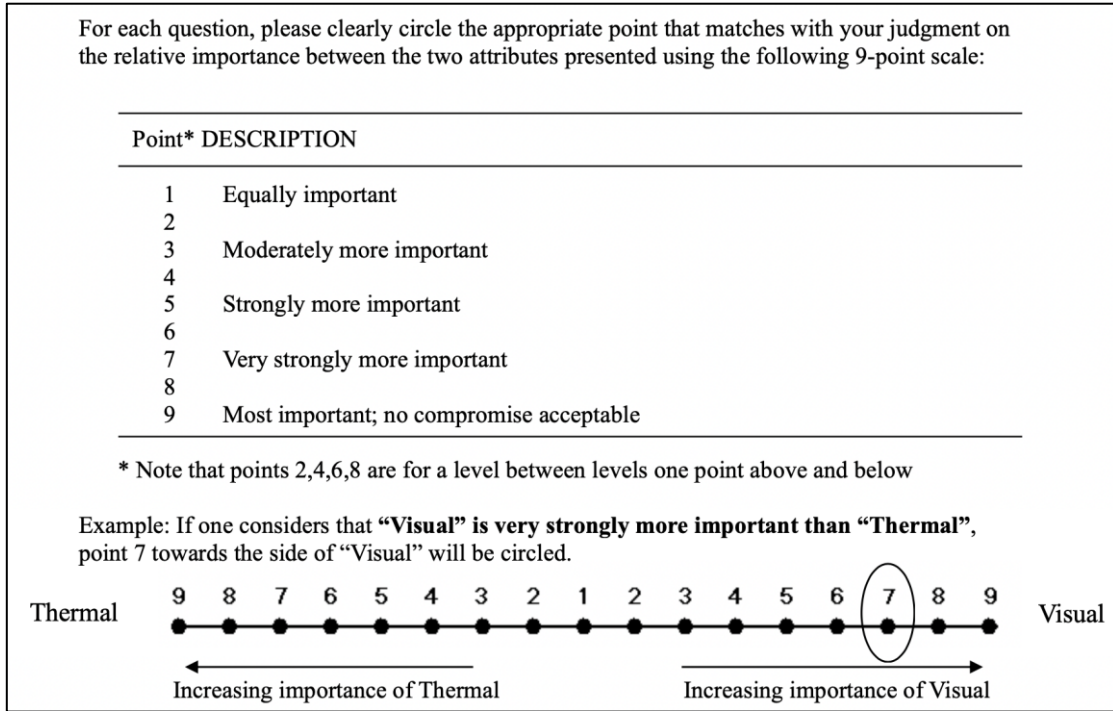 For each question, please clearly circle the appropriate point that matches with your judgment on
the relative importance between the two attributes presented using the following 9-point scale:
Point* DESCRIPTION
1 Equally important
2
3 Moderately more important
4
5 Strongly more important
6
7 Very strongly more important
8
9 Most important; no compromise acceptable
* Note that points 2,4,6,8 are for a level between levels one point above and below
Example: If one considers that “Visual” is very strongly more important than “Thermal”,
point 7 towards the side of “Visual” will be circled.
Thermal 9 8 7 6 5 4 3 2 1 2 3 4 5 6 7 8 9 Visual
Increasing importance of Thermal Increasing importance of Visual